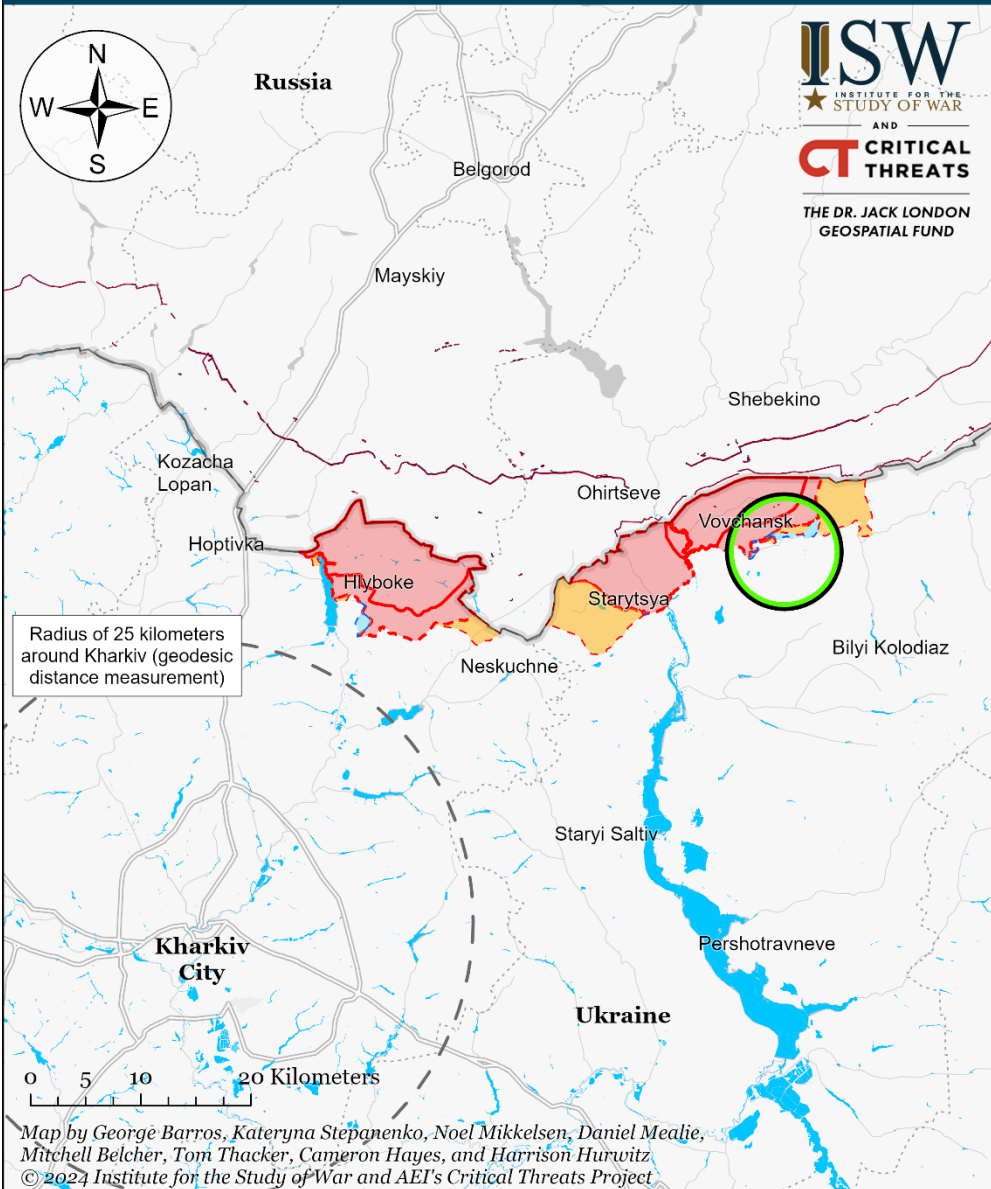 N
W
E
S
Russia
ISW
INSTITUTE FOR THE
STUDY OF WAR
AND
CT CRITICAL
THREATS
THE DR. JACK LONDON
GEOSPATIAL FUND
Belgorod
Mayskiy
Shebekino
Kozacha
Lopan
Ohirtseve
Vovchansk
Hoptivka
Hlyboke
Starytsya
Radius of 25 kilometers
around Kharkiv (geodesic
distance measurement)
Neskuchne
Bilyi Kolodiaz
Staryi Saltiv
Pershotravneve
Kharkiv
City
Ukraine
0 5 10 20 Kilometers
Map by George Barros, Kateryna Stepanenko, Noel Mikkelsen, Daniel Mealie,
Mitchell Belcher, Tom Thacker, Cameron Hayes, and Harrison Hurwitz
© 2024 Institute for the Study of War and AEI's Critical Threats Project